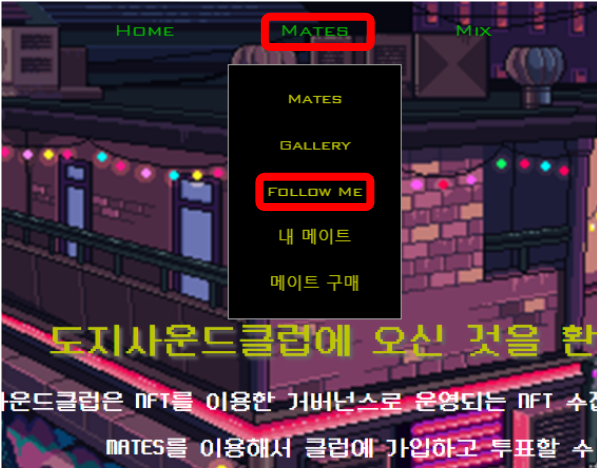 Home Mates Mix
Mates
Gallery
Follow Me
내 메이트
메이트 구매
도지사운드클럽에 오신 것을 환
사운드클럽은 NFT를 이용한 거버넌스로 운영되는 NFT 수집
MATES를 이용해서 클럽에 가입하고 투표할 수